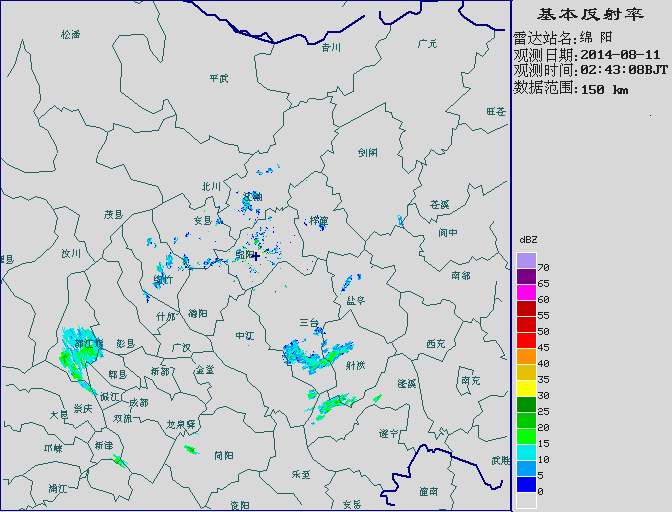 基本反射率
雷达站名:绵 阳
观测日期:2014-08-11
观测时间:02:43:08BJT
数据范围:150 km
dBZ
70
65
60
55
50
45
40
35
30
25
20
15
10
5
0
松潘
青川
广元
平武
旺苍
剑阁
北川
江油
苍溪
茂县
安县
梓潼
阆中
汶川
绵阳
南部
绵竹
盐亭
什邡
德阳
三台
中江
都江堰
彭县
广汉
西充
射洪
郫县
新都
金堂
蓬溪
南充
温江
成都
大邑
崇庆
双流
龙泉驿
遂宁
邛崃
新津
简阳
武胜
乐至
蒲江
潼南
资阳
安岳